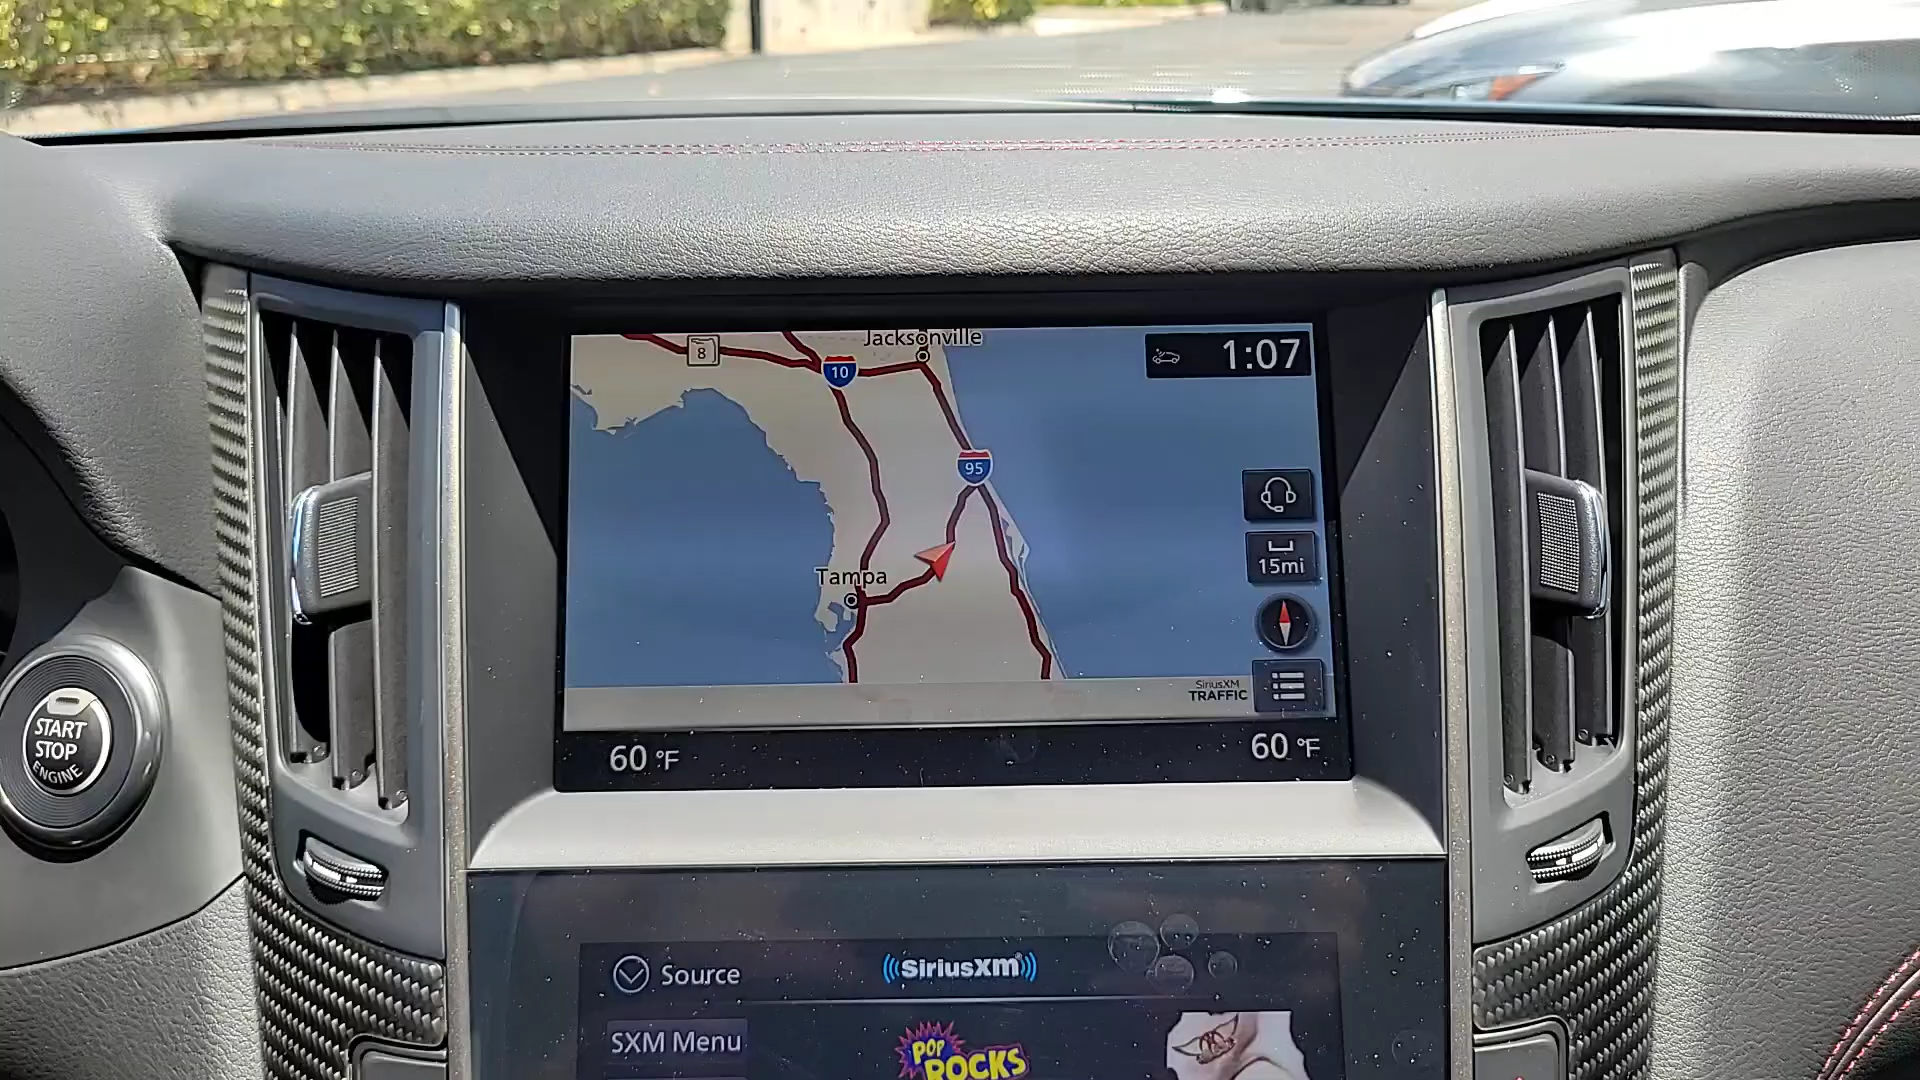 Jacksonville
8
10
1:07
95
15mi
Tampa
SiriusXM
TRAFFIC
60 °F
60 °F
START
STOP
ENGINE
Source
SiriusXM
SXM Menu
POP
ROCKS